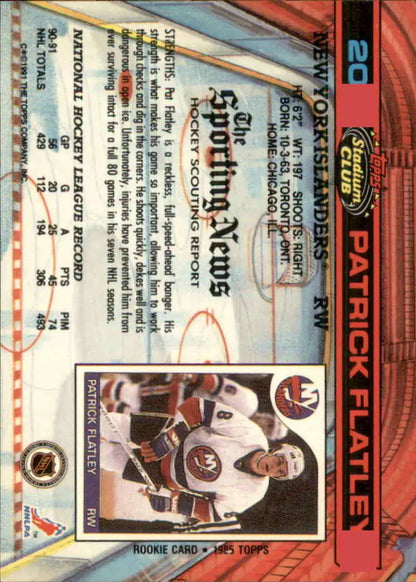 20
Topps
Stadium
CLUB
PATRICK FLATLEY
NEW YORK ISLANDERS RW
HT: 6'2" WT: 197 SHOOTS: RIGHT
BORN: 10-3-63, TORONTO, ONT.
HOME: CHICAGO, ILL.
The
Sporting News
HOCKEY SCOUTING REPORT
STRENGTHS: Pat Flatley is a reckless, full-speed-ahead banger. His
strength is what makes his game so important, allowing him to work
through checks and dig in the corners. He shoots quickly, dekes well and is
dangerous in open ice. Unfortunately, injuries have prevented him from
ever surviving intact for a full 80 games in his seven NHL seasons.
NATIONAL HOCKEY LEAGUE RECORD
GP G A PTS PIM
90-91 56 20 25 45 74
NHL TOTALS 429 112 194 306 493
©1991 THE TOPPS COMPANY, INC.
NY
8
PATRICK FLATLEY RW
ROOKIE CARD • 1985 TOPPS
NHL
NHLPA
TM